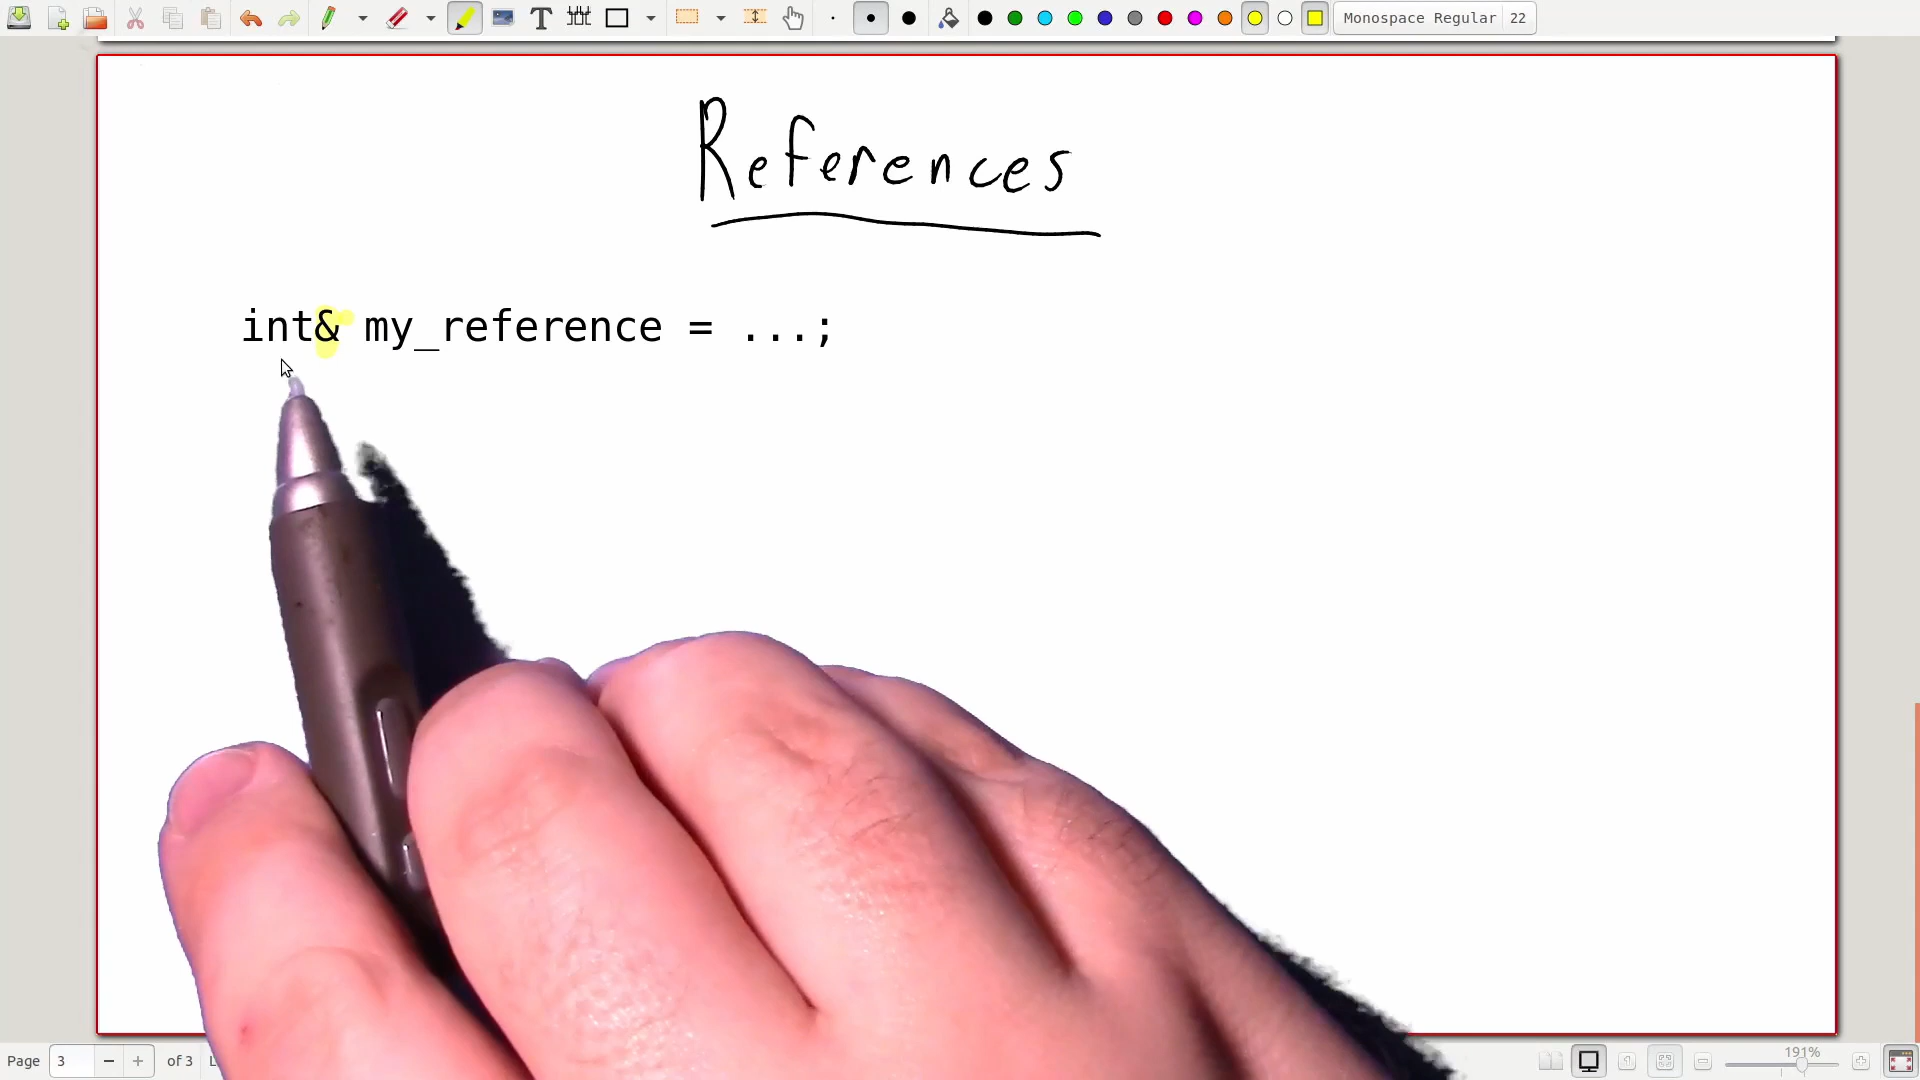 Monospace Regular 22
References
int& my_reference = ...;
Page 3 of 3
191%